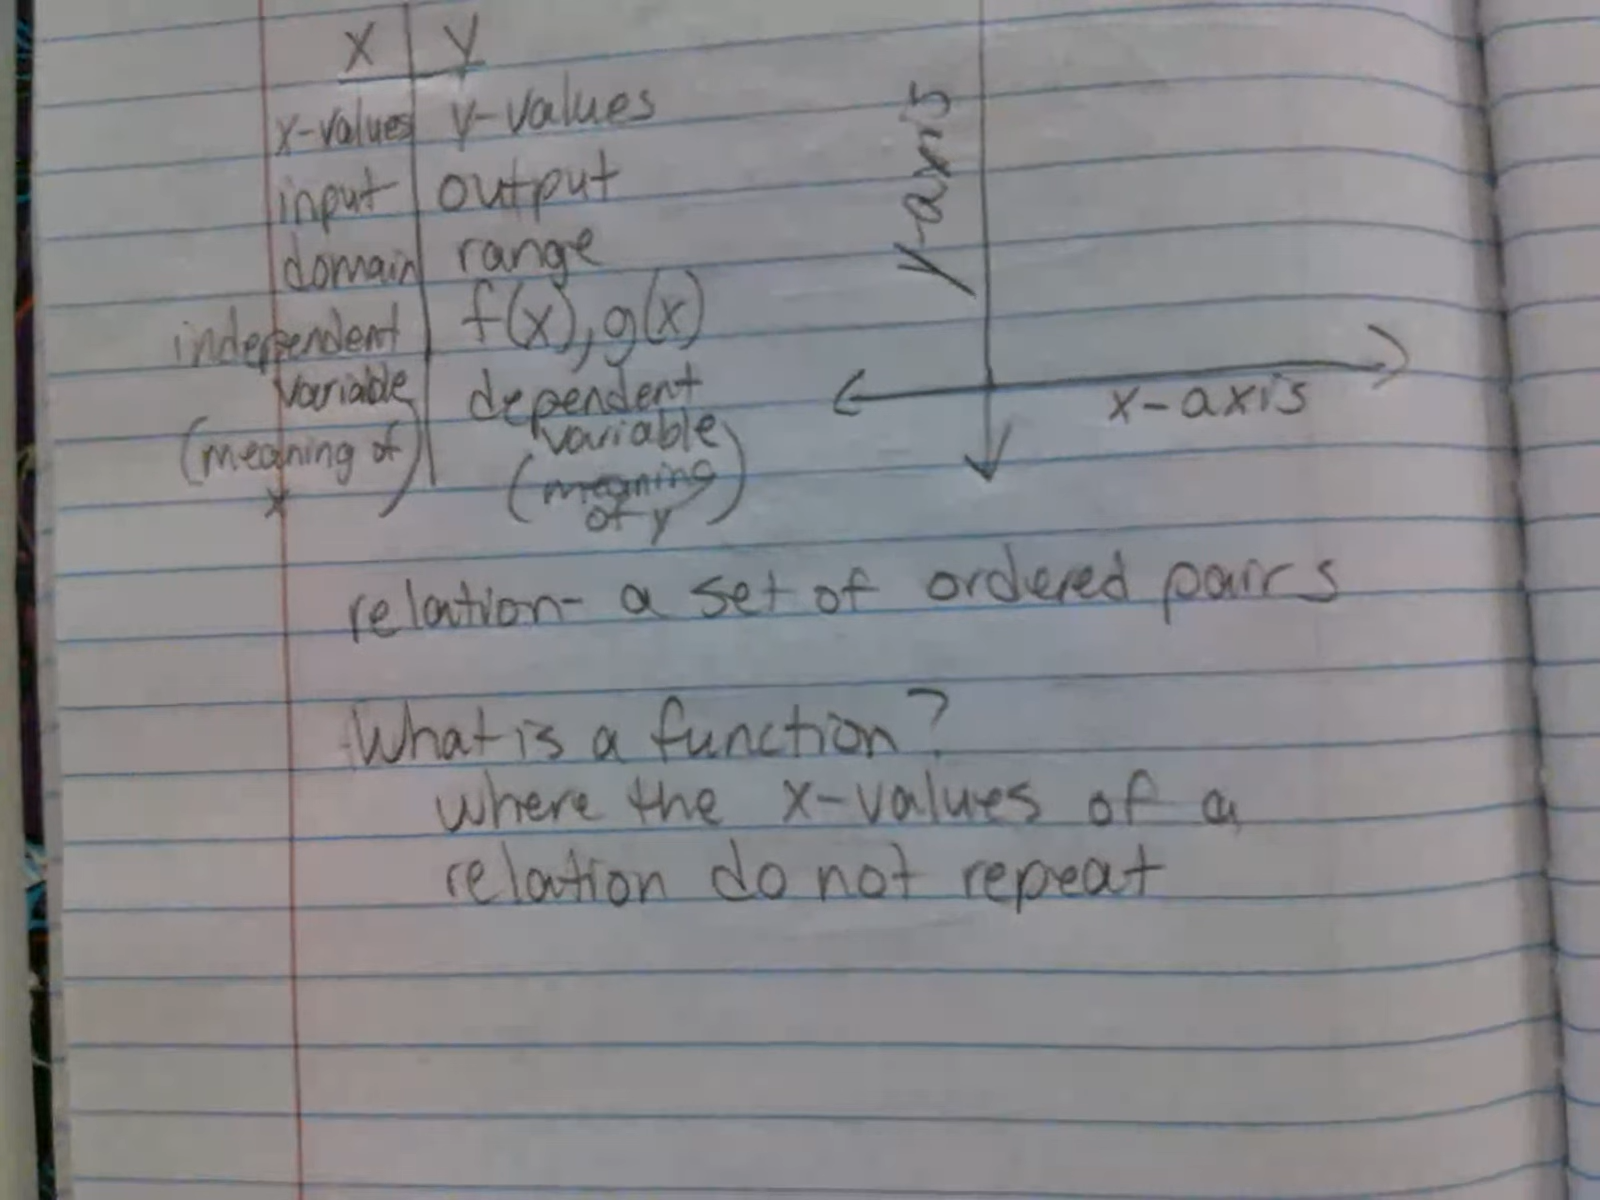 x y
x-values y-values
input output
domain range
independent f(x), g(x)
variable dependent
(meaning of variable
x) (meaning
of y)
y-axis
x-axis
relation- a set of ordered pairs
What is a function?
where the x-values of a
relation do not repeat